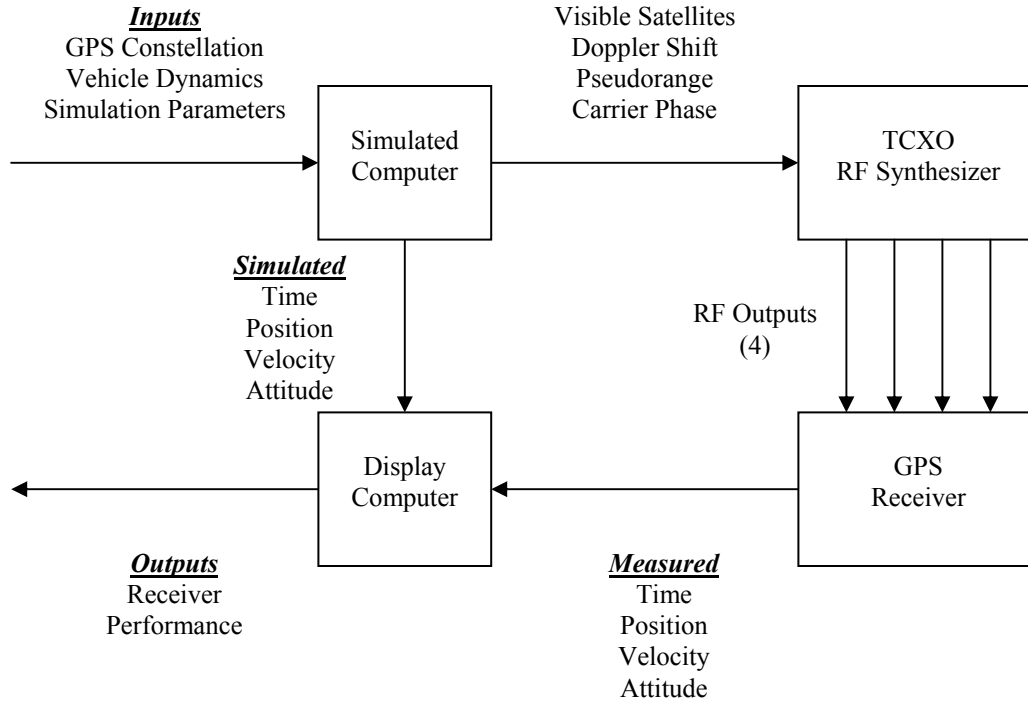 Inputs
GPS Constellation
Vehicle Dynamics
Simulation Parameters
Visible Satellites
Doppler Shift
Pseudorange
Carrier Phase
Simulated
Computer
TCXO
RF Synthesizer
Simulated
Time
Position
Velocity
Attitude
RF Outputs
(4)
Display
Computer
GPS
Receiver
Outputs
Receiver
Performance
Measured
Time
Position
Velocity
Attitude